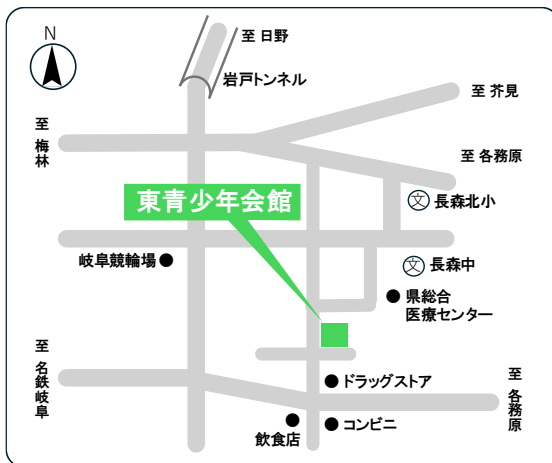 N
至 日野
岩戸トンネル
至 芥見
至 梅林
至 各務原
東青少年会館
文 長森北小
岐阜競輪場
文 長森中
県総合
医療センター
至 名鉄岐阜
ドラッグストア
至 各務原
コンビニ
飲食店